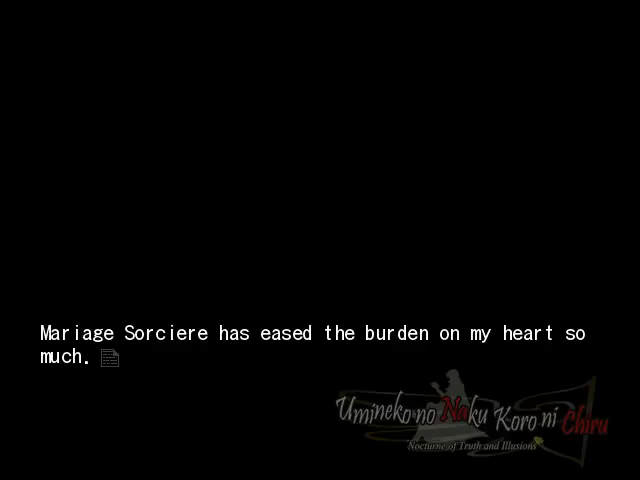 Mariage Sorciere has eased the burden on my heart so
much.
Umineko no Naku Koro ni Chiru
Nocturne of Truth and Illusions